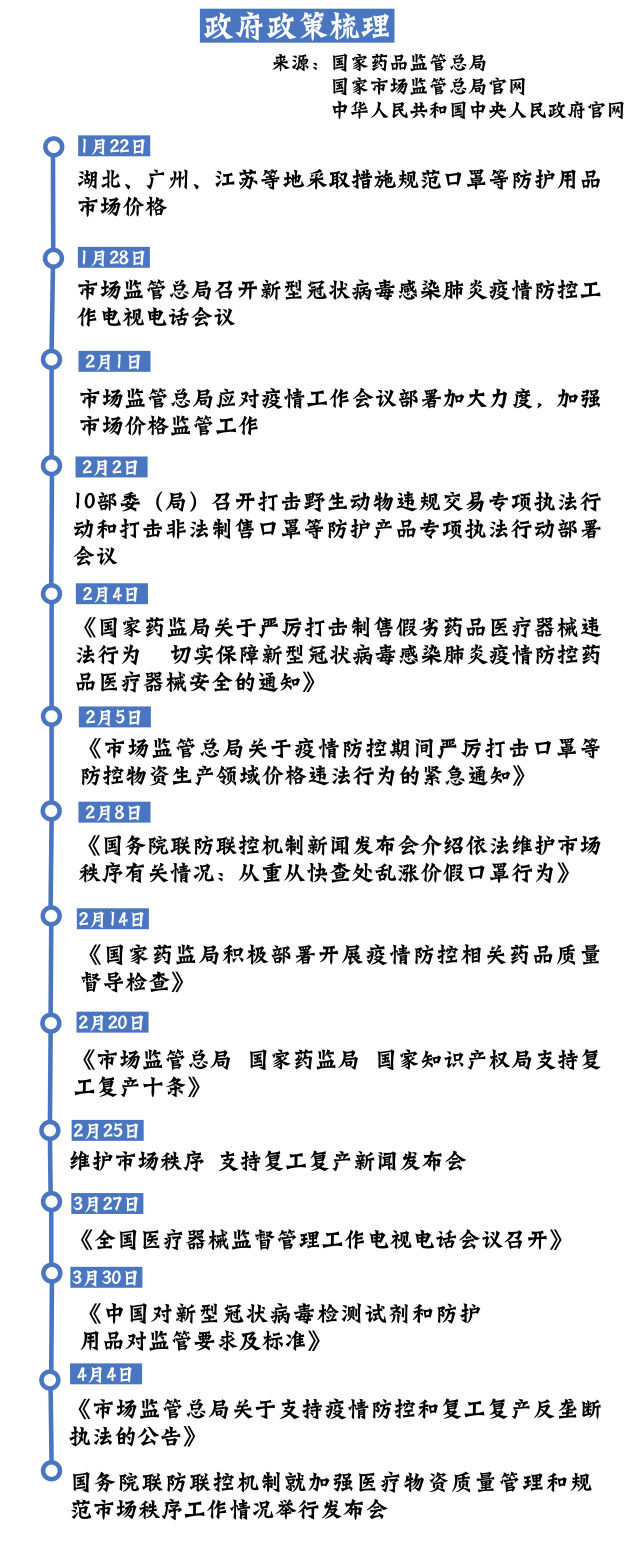 政府政策梳理
来源：国家药品监管总局
国家市场监管总局官网
中华人民共和国中央人民政府官网
1月22日
湖北、广州、江苏等地采取措施规范口罩等防护用品
市场价格
1月28日
市场监管总局召开新型冠状病毒感染肺炎疫情防控工
作电视电话会议
2月1日
市场监管总局应对疫情工作会议部署加大力度，加强
市场价格监管工作
2月2日
10部委（局）召开打击野生动物违规交易专项执法行
动和打击非法制售口罩等防护产品专项执法行动部署
会议
2月4日
《国家药监局关于严厉打击制售假劣药品医疗器械违
法行为 切实保障新型冠状病毒感染肺炎疫情防控药
品医疗器械安全的通知》
2月5日
《市场监管总局关于疫情防控期间严厉打击口罩等
防控物资生产领域价格违法行为的紧急通知》
2月8日
《国务院联防联控机制新闻发布会介绍依法维护市场
秩序有关情况：从重从快查处乱涨价假口罩行为》
2月14日
《国家药监局积极部署开展疫情防控相关药品质量
督导检查》
2月20日
《市场监管总局 国家药监局 国家知识产权局支持复
工复产十条》
2月25日
维护市场秩序 支持复工复产新闻发布会
3月27日
《全国医疗器械监督管理工作电视电话会议召开》
3月30日
《中国对新型冠状病毒检测试剂和防护
用品对监管要求及标准》
4月4日
《市场监管总局关于支持疫情防控和复工复产反垄断
执法的公告》
国务院联防联控机制就加强医疗物资质量管理和规
范市场秩序工作情况举行发布会